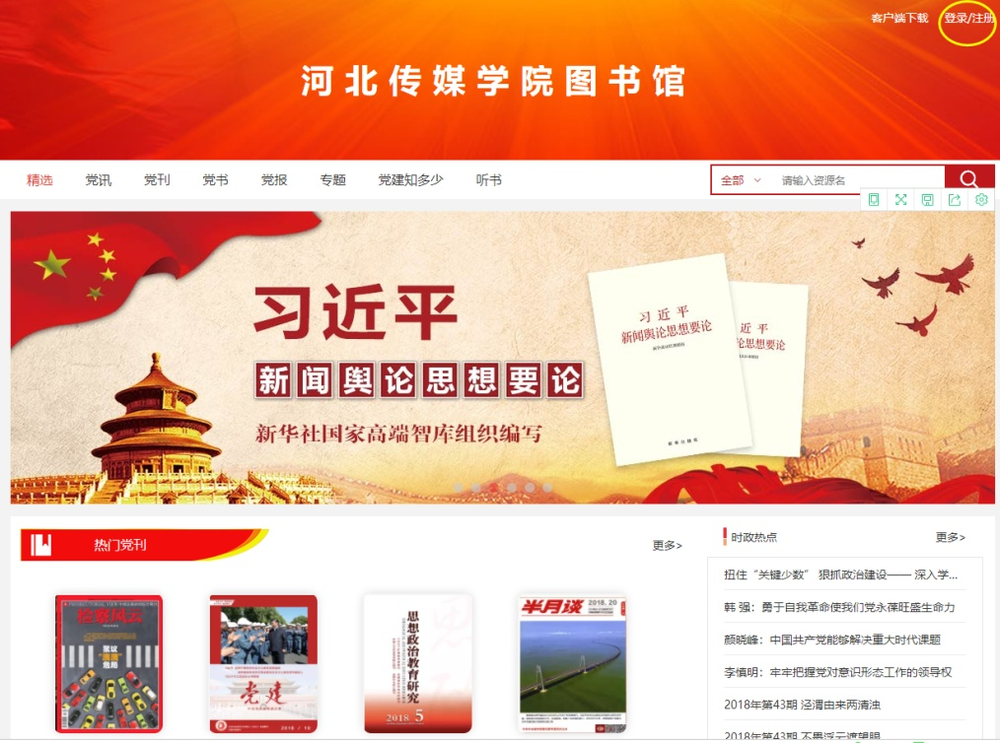 客户端下载 登录/注册
河北传媒学院图书馆
精选 党讯 党刊 党书 党报 专题 党建知多少 听书
全部 请输入资源名
习近平
新闻舆论思想要论
新华社国家高端智库组织编写
习近平
新闻舆论思想要论
新华出版社
近平
论思想要论
热门党刊
更多>
时政热点
更多>
扭住“关键少数” 狠抓政治建设—— 深入学...
韩 强：勇于自我革命使我们党永葆旺盛生命力
颜晓峰：中国共产党能够解决重大时代课题
李慎明：牢牢把握党对意识形态工作的领导权
2018年第43期 泾渭由来两清浊
2018年第43期 不畏浮云遮望眼
检察风云
党建
思想政治教育研究
2018 5
半月谈
2018.20